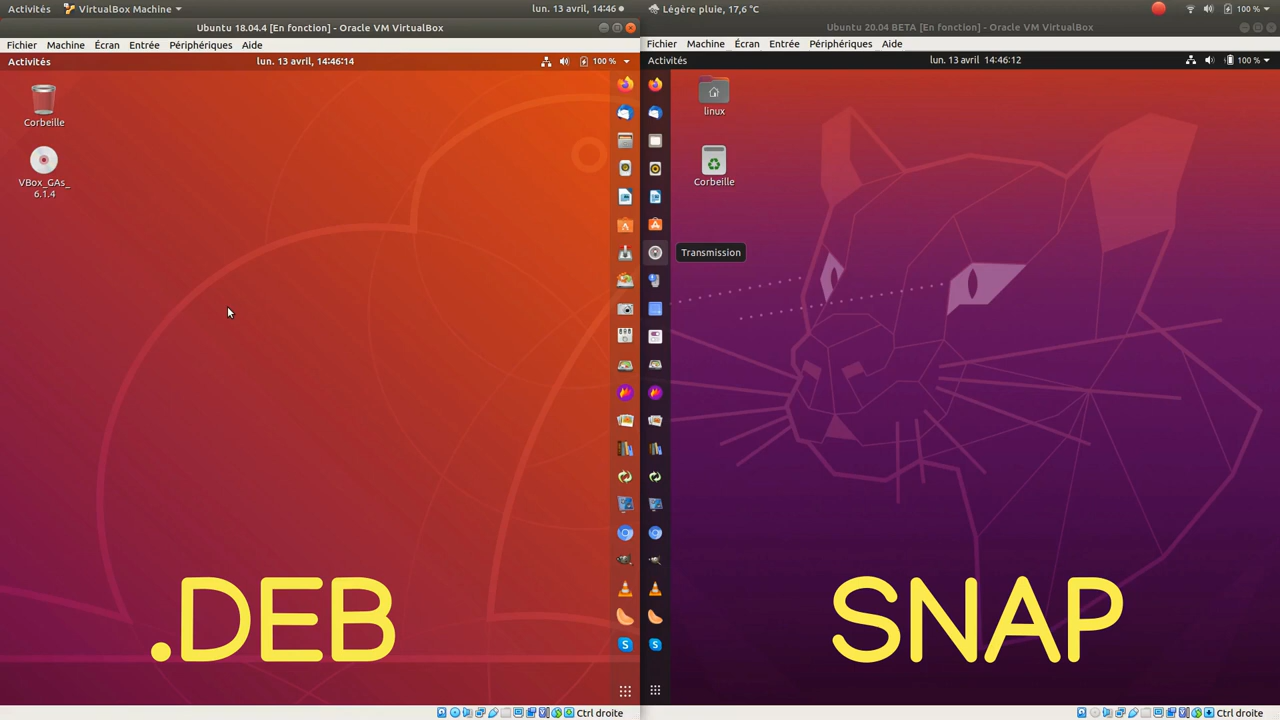 Activités VirtualBox Machine lun. 13 avril, 14:46 Légère pluie, 17,6 °C 100 %
Ubuntu 18.04.4 [En fonction] - Oracle VM VirtualBox
Fichier Machine Écran Entrée Périphériques Aide
Activités lun. 13 avril, 14:46:14 100 %
Corbeille
VBox_GAs_
6.1.4
.DEB
Ctrl droite
Ubuntu 20.04 BETA [En fonction] - Oracle VM VirtualBox
Fichier Machine Écran Entrée Périphériques Aide
Activités lun. 13 avril 14:46:12 100 %
linux
Corbeille
Transmission
SNAP
Ctrl droite